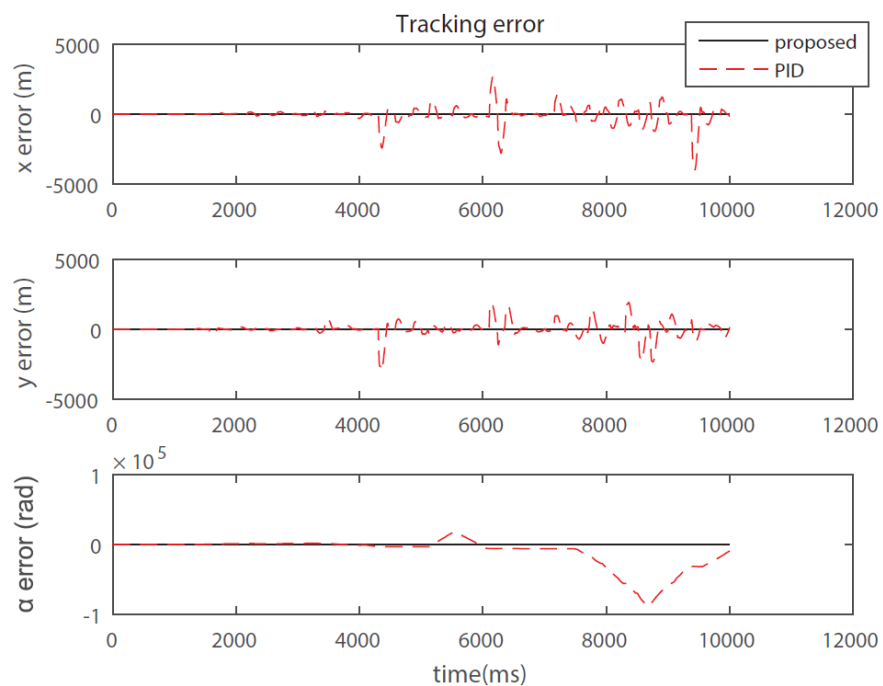 Tracking error
proposed
PID
x error (m)
5000
0
-5000
0 2000 4000 6000 8000 10000 12000
y error (m)
5000
0
-5000
0 2000 4000 6000 8000 10000 12000
α error (rad)
× 10^5
1
0
-1
0 2000 4000 6000 8000 10000 12000
time(ms)